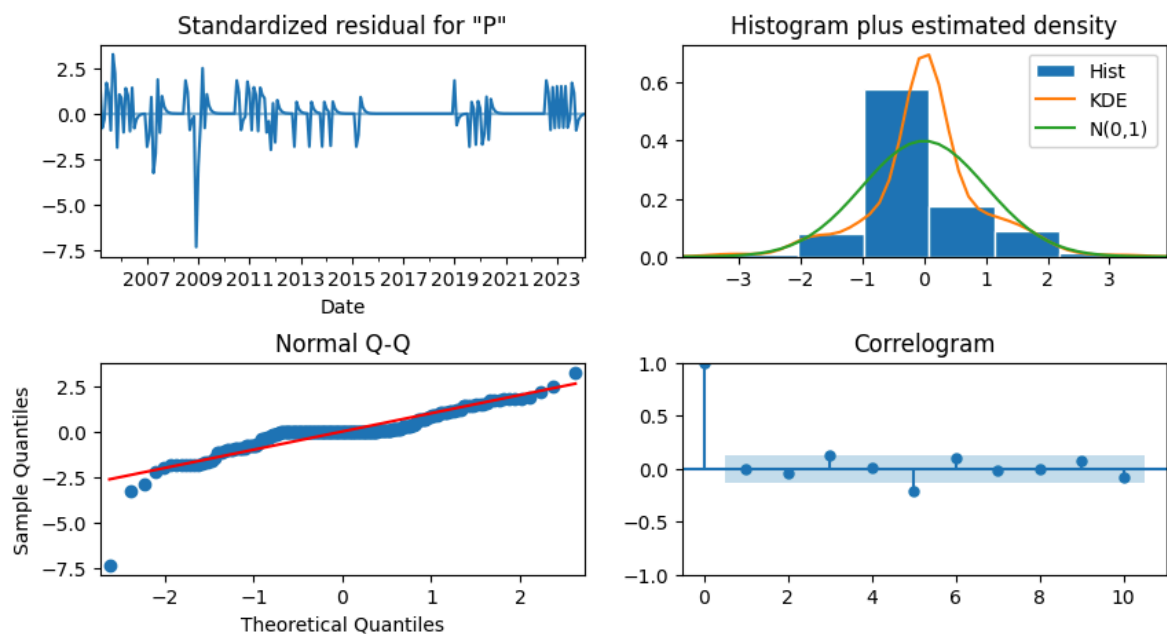 Standardized residual for "P"
2.5
0.0
−2.5
−5.0
−7.5
2007 2009 2011 2013 2015 2017 2019 2021 2023
Date
Histogram plus estimated density
0.6
0.4
0.2
0.0
Hist
KDE
N(0,1)
−3 −2 −1 0 1 2 3
Normal Q-Q
Sample Quantiles
2.5
0.0
−2.5
−5.0
−7.5
−2 −1 0 1 2
Theoretical Quantiles
Correlogram
1.0
0.5
0.0
−0.5
−1.0
0 2 4 6 8 10